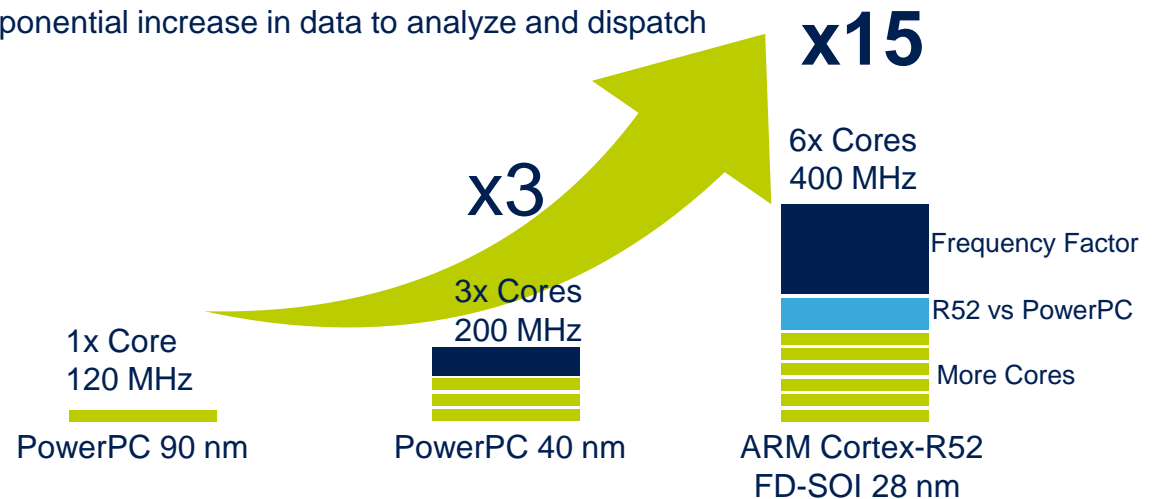 ponential increase in data to analyze and dispatch
x15
6x Cores
400 MHz
x3
Frequency Factor
3x Cores
200 MHz
R52 vs PowerPC
1x Core
120 MHz
More Cores
PowerPC 90 nm
PowerPC 40 nm
ARM Cortex-R52
FD-SOI 28 nm